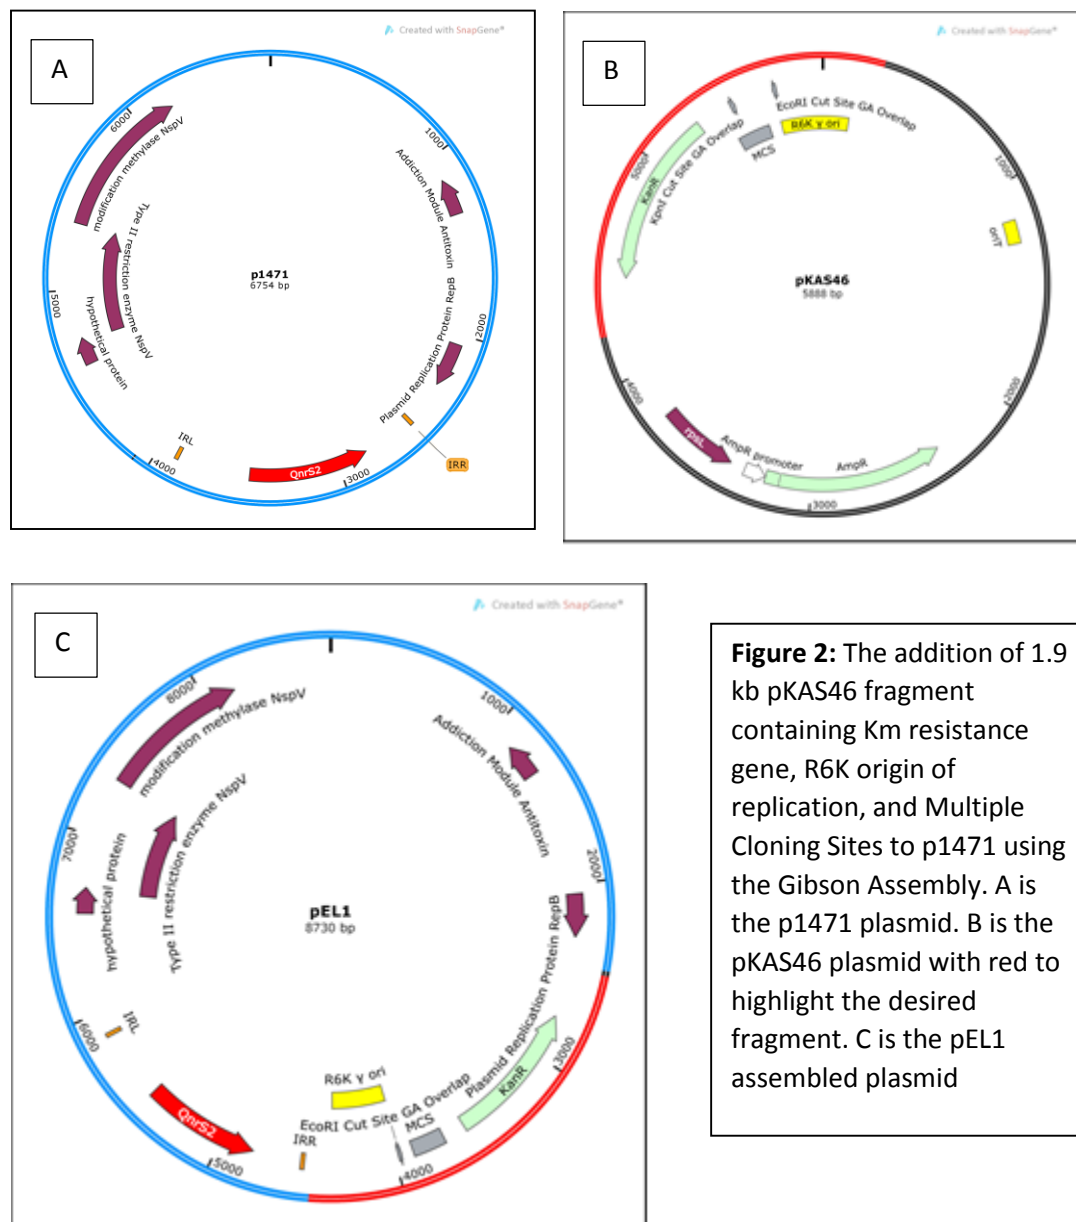 Created with SnapGene®
A
p1471
6754 bp
1000
2000
3000
4000
5000
6000
Addiction Module Antitoxin
Plasmid Replication Protein RepB
IRR
QnrS2
IRL
hypothetical protein
Type II restriction enzyme NspV
modification methylase NspV
Created with SnapGene®
B
pKAS46
5888 bp
1000
2000
3000
4000
5000
EcoRI Cut Site GA Overlap
R6K γ ori
MCS
KpnI Cut Site GA Overlap
KanR
oriT
AmpR
AmpR promoter
rpsL
Created with SnapGene®
C
pEL1
8730 bp
1000
2000
3000
4000
5000
6000
7000
8000
Addiction Module Antitoxin
Plasmid Replication Protein RepB
KanR
MCS
EcoRI Cut Site GA Overlap
R6K γ ori
IRR
QnrS2
IRL
hypothetical protein
Type II restriction enzyme NspV
modification methylase NspV
Figure 2: The addition of 1.9
kb pKAS46 fragment
containing Km resistance
gene, R6K origin of
replication, and Multiple
Cloning Sites to p1471 using
the Gibson Assembly. A is
the p1471 plasmid. B is the
pKAS46 plasmid with red to
highlight the desired
fragment. C is the pEL1
assembled plasmid